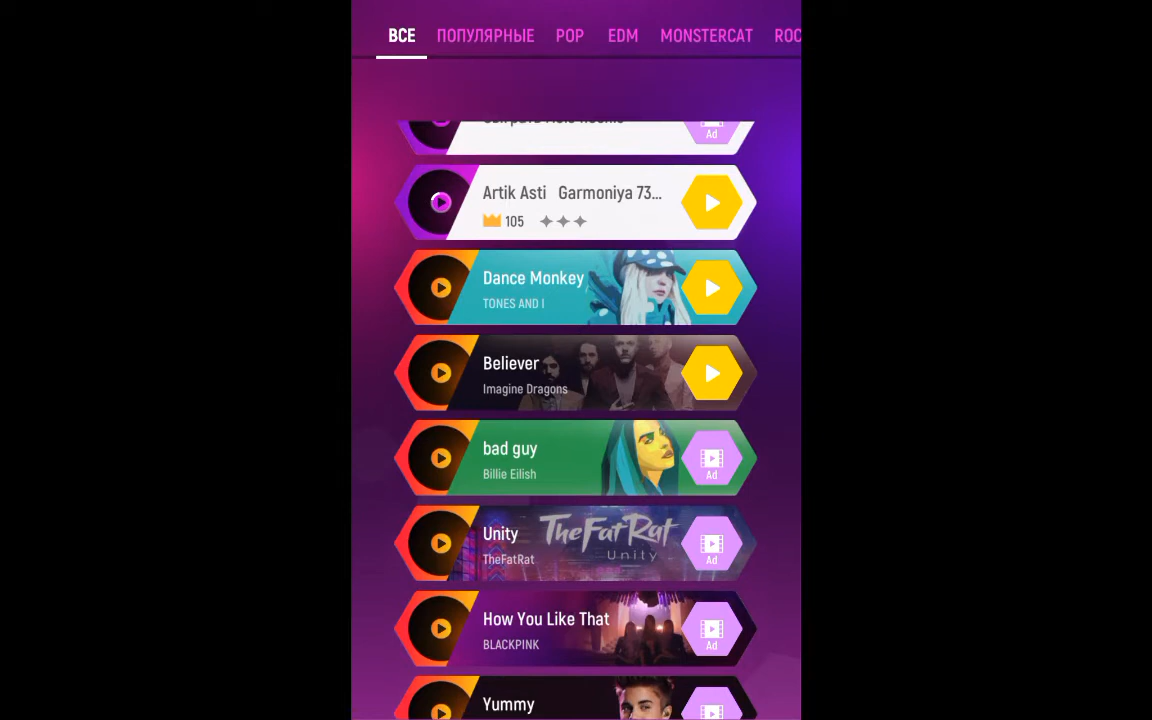 ВСЕ ПОПУЛЯРНЫЕ POP EDM MONSTERCAT ROC
Ad
Artik Asti Garmoniya 73...
105
Dance Monkey
TONES AND I
Believer
Imagine Dragons
bad guy
Billie Eilish
Ad
Unity
TheFatRat
TheFatRat
Unity
Ad
How You Like That
BLACKPINK
Ad
Yummy